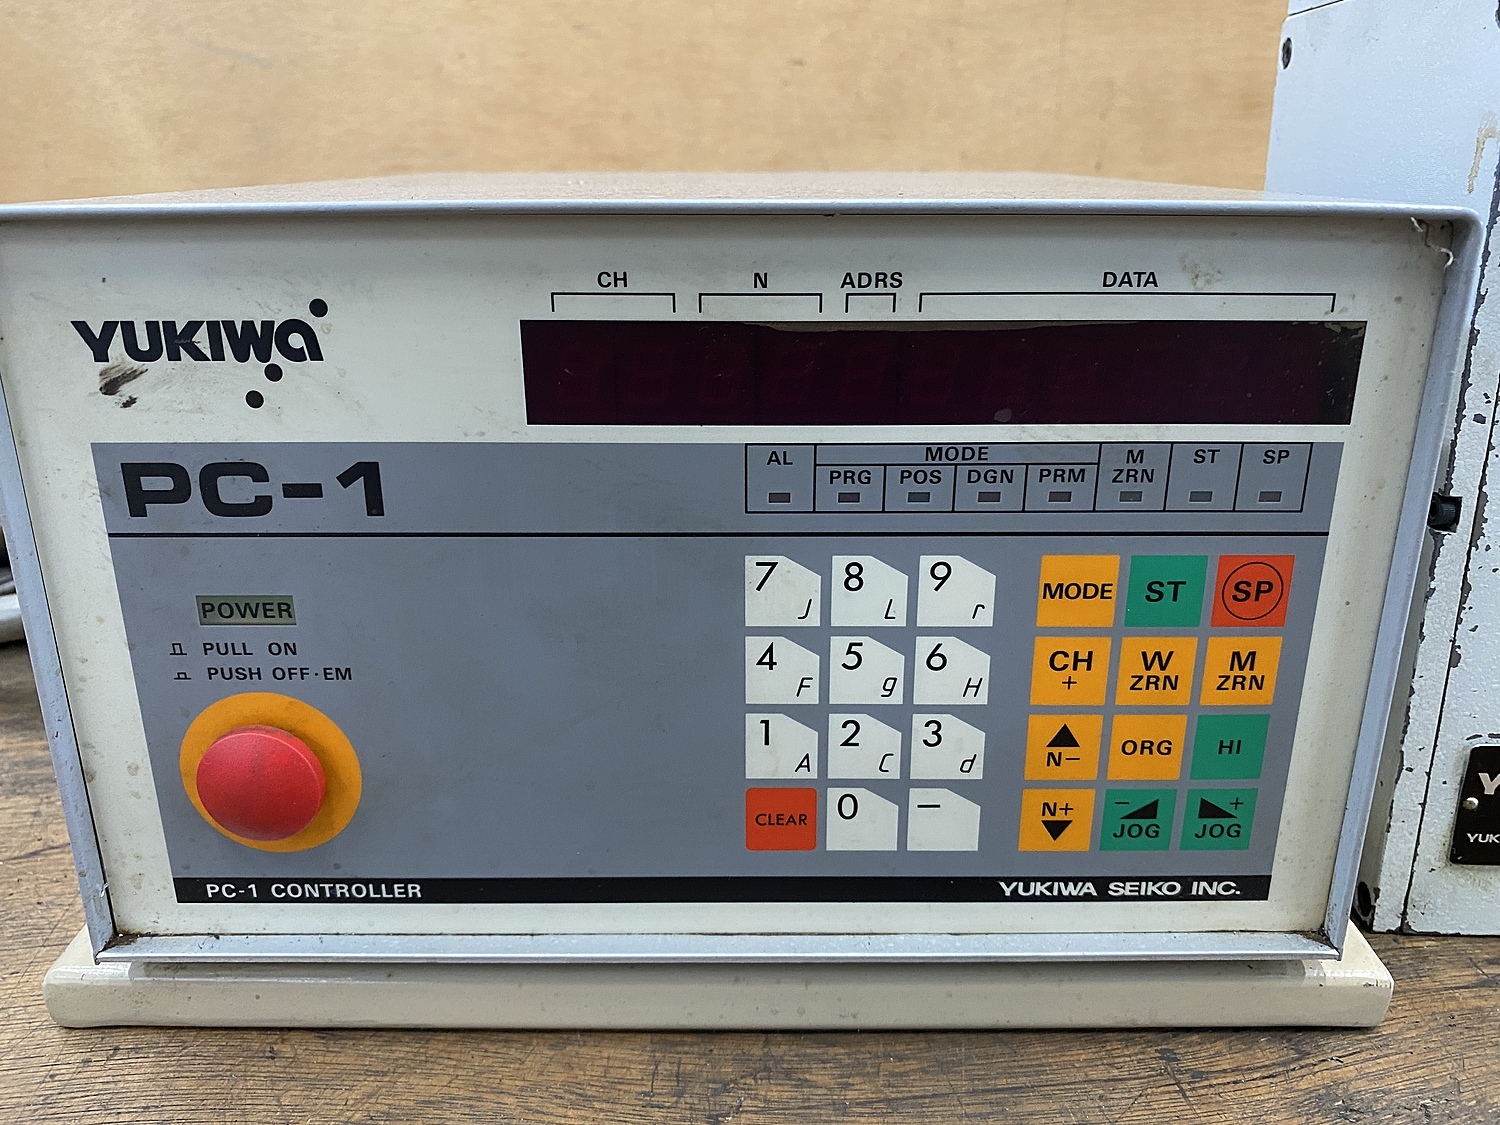 CH N ADRS DATA
YUKIWA
PC-1
AL MODE M ZRN ST SP
PRG POS DGN PRM
POWER
PULL ON
PUSH OFF·EM
7 J 8 L 9 r MODE ST SP
4 F 5 g 6 H CH + W ZRN M ZRN
1 A 2 C 3 d ▲ N- ORG HI
CLEAR 0 - N+ ▼ - JOG + JOG
PC-1 CONTROLLER YUKIWA SEIKO INC.
Y
YUK